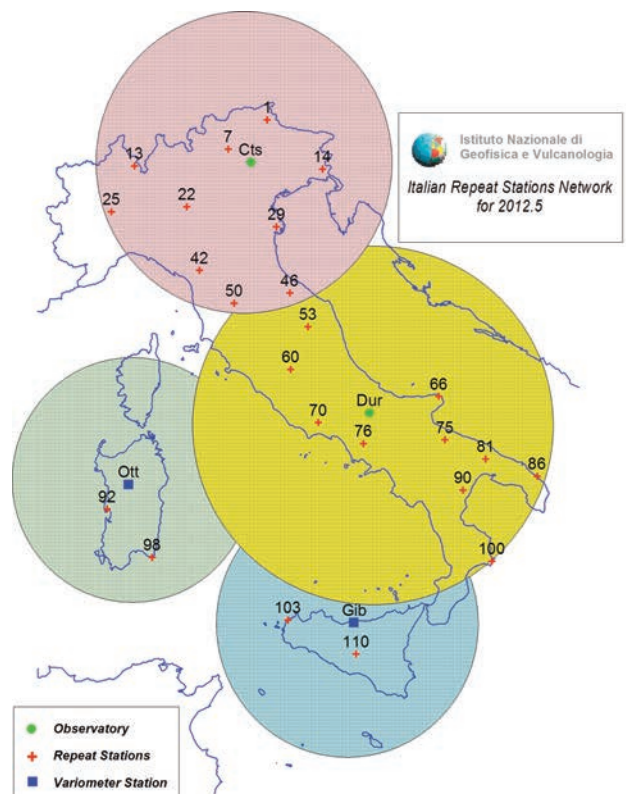 1
7
Cts
13
14
Istituto Nazionale di
Geofisica e Vulcanologia
Italian Repeat Stations Network
for 2012.5
25
22
29
42
46
50
53
60
Dur
66
70
76
75
81
86
90
Ott
92
98
100
103
Gib
110
Observatory
Repeat Stations
Variometer Station